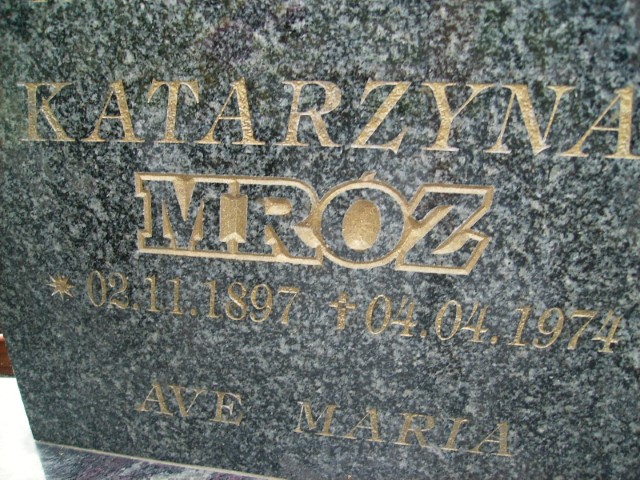 KATARZYNA
MRÓZ
* 02.11.1897 ✝ 04.04.1974
AVE MARIA